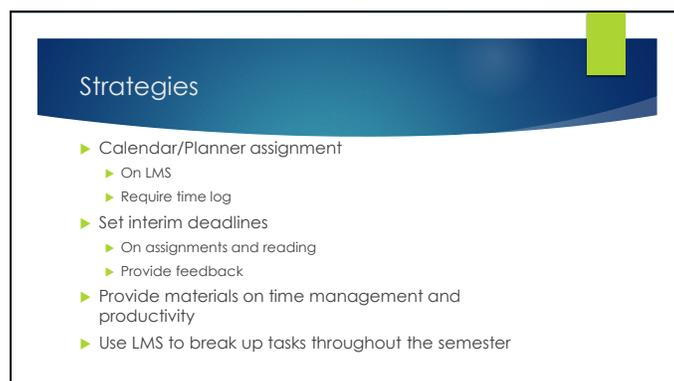 Strategies
Calendar/Planner assignment
On LMS
Require time log
Set interim deadlines
On assignments and reading
Provide feedback
Provide materials on time management and
productivity
Use LMS to break up tasks throughout the semester